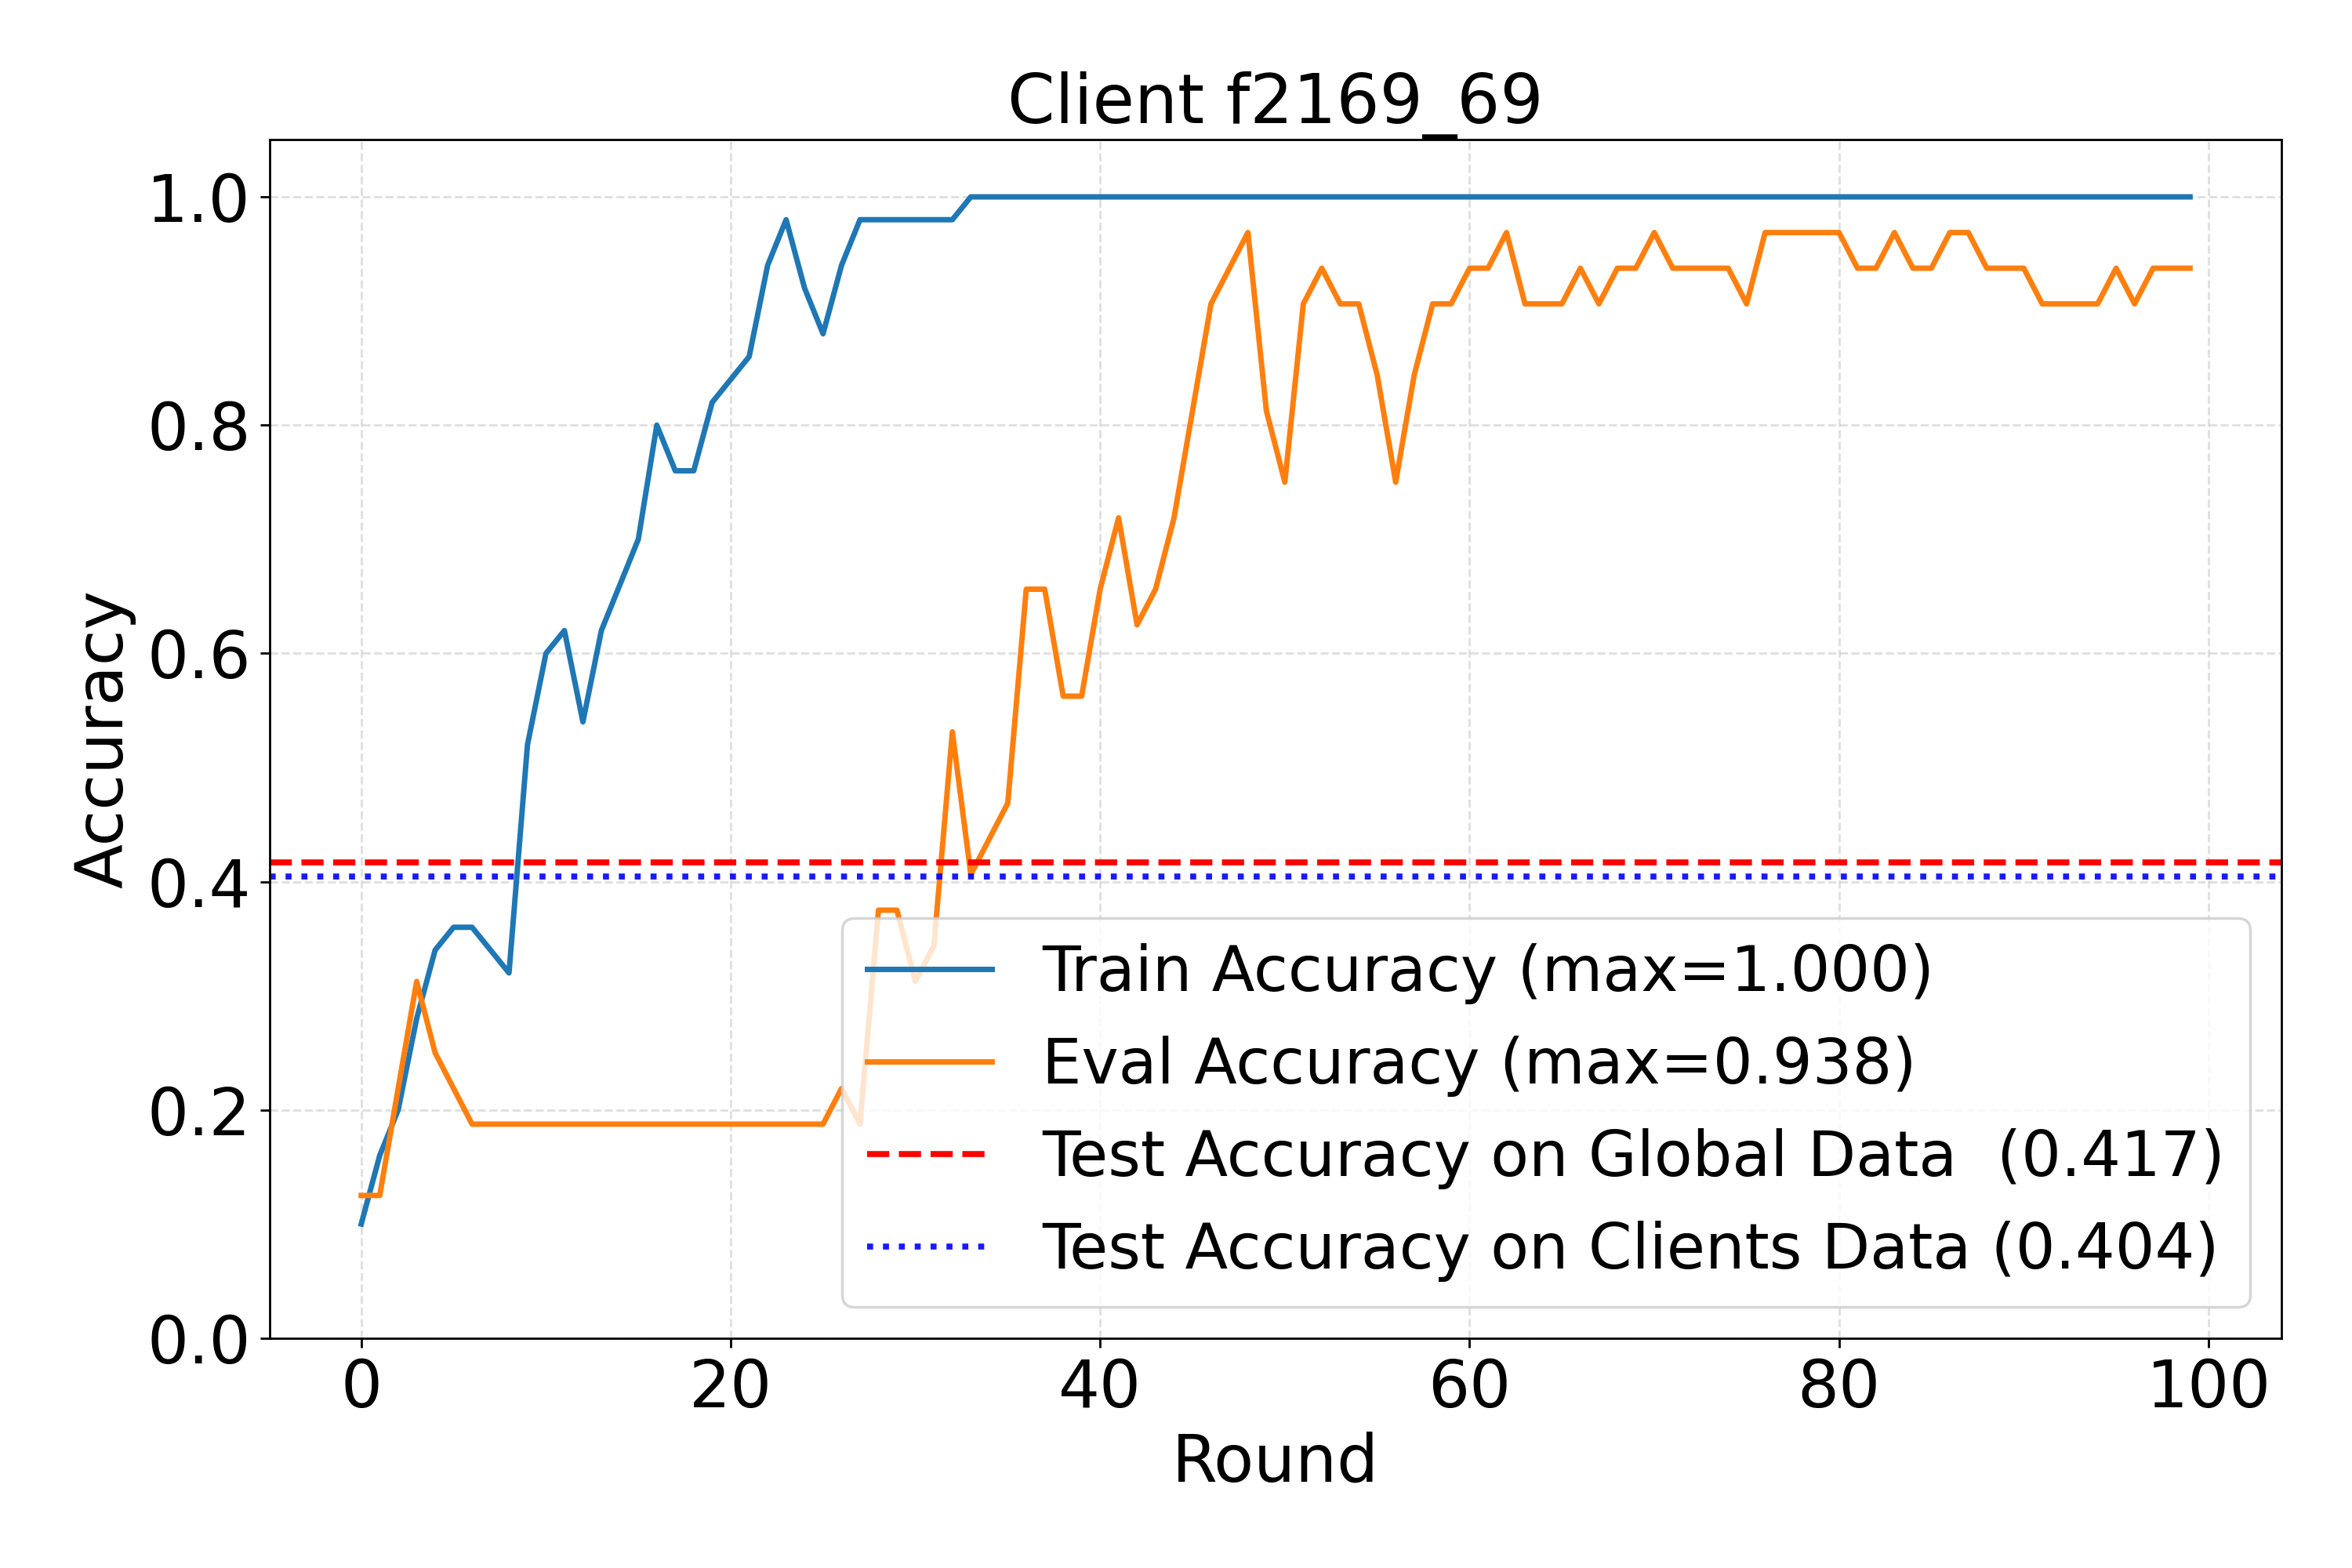 Client f2169_69
1.0
0.8
0.6
0.4
0.2
0.0
Accuracy
Train Accuracy (max=1.000)
Eval Accuracy (max=0.938)
Test Accuracy on Global Data  (0.417)
Test Accuracy on Clients Data (0.404)
0 20 40 60 80 100
Round